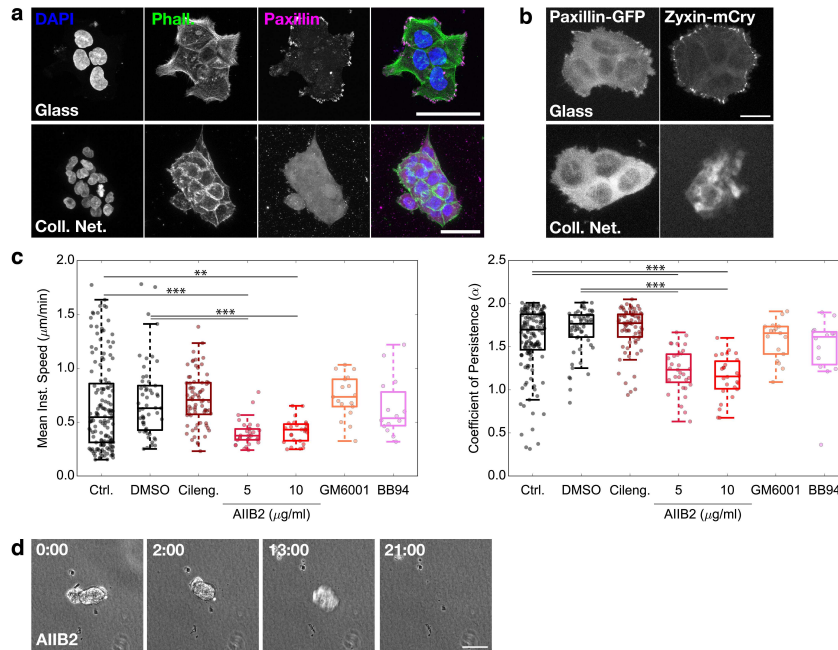 a
DAPI
Phall.
Paxillin
Glass
Coll. Net.
b
Paxillin-GFP
Zyxin-mCry
Glass
Coll. Net.
c
Mean Inst. Speed (μm/min)
2.0
1.5
1.0
0.5
0.0
**
***
***
Ctrl.
DMSO
Cileng.
5
10
GM6001
BB94
AIIB2 (μg/ml)
Coefficient of Persistence (α)
2.5
2.0
1.5
1.0
0.5
0.0
***
***
Ctrl.
DMSO
Cileng.
5
10
GM6001
BB94
AIIB2 (μg/ml)
d
0:00
2:00
13:00
21:00
AIIB2